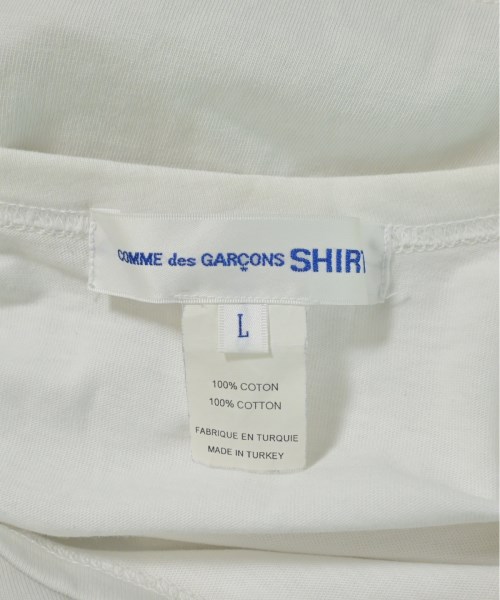 COMME des GARÇONS SHIRT
L
100% COTON
100% COTTON
FABRIQUE EN TURQUIE
MADE IN TURKEY